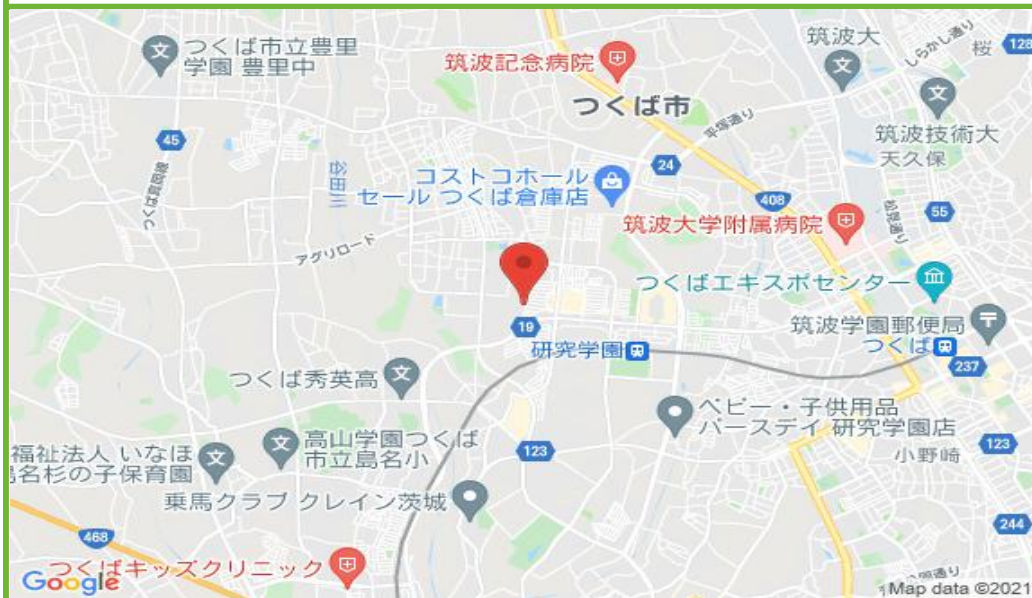 つくば市立豊里
学園 豊里中
筑波記念病院
筑波大
しらかし通り
桜
128
つくば市
平塚通り
筑波技術大
天久保
45
谷田川
コストコホール
セール つくば倉庫店
24
408
55
筑波大学附属病院
松見通り
アグリロード
つくばエキスポセンター
19
筑波学園郵便局
研究学園
つくば
237
つくば秀英高
ベビー・子供用品
バースデイ 研究学園店
福祉法人 いなほ
島名杉の子保育園
高山学園つくば
市立島名小
123
123
小野崎
乗馬クラブ クレイン茨城
244
468
つくばキッズクリニック
Google
Map data ©2021